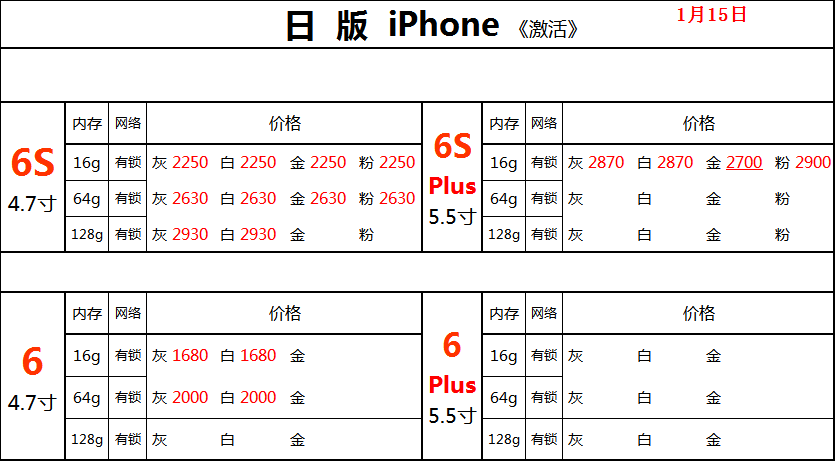 日 版 iPhone 《激活》 1月15日
6S 4.7寸
内存 网络 价格
16g 有锁 灰 2250 白 2250 金 2250 粉 2250
64g 有锁 灰 2630 白 2630 金 2630 粉 2630
128g 有锁 灰 2930 白 2930 金 粉
6S Plus 5.5寸
内存 网络 价格
16g 有锁 灰 2870 白 2870 金 2700 粉 2900
64g 有锁 灰 白 金 粉
128g 有锁 灰 白 金 粉
6 4.7寸
内存 网络 价格
16g 有锁 灰 1680 白 1680 金
64g 有锁 灰 2000 白 2000 金
128g 有锁 灰 白 金
6 Plus 5.5寸
内存 网络 价格
16g 有锁 灰 白 金
64g 有锁 灰 白 金
128g 有锁 灰 白 金